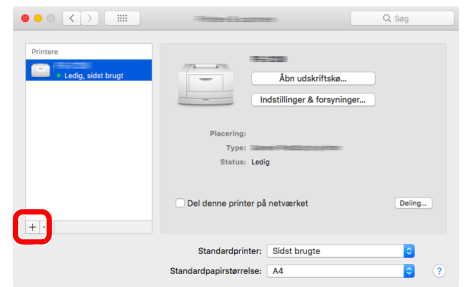 Søg
Printere
Ledig, sidst brugt
Åbn udskriftskø...
Indstillinger & forsyninger...
Placering:
Type:
Status: Ledig
Del denne printer på netværket
Deling...
+ -
Standardprinter: Sidst brugte
Standardpapirstørrelse: A4
?